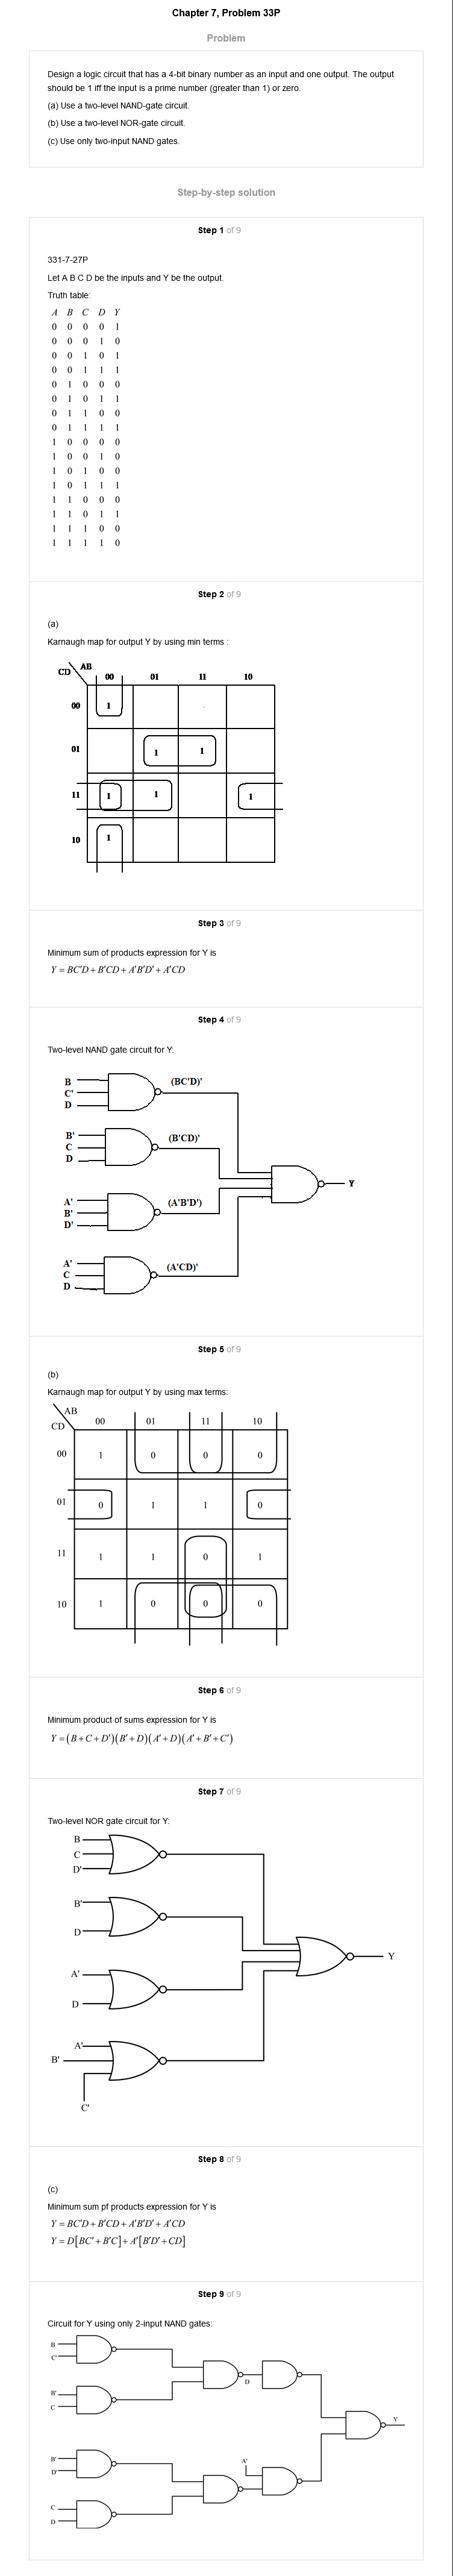 Chapter 7, Problem 33P
Problem
Design a logic circuit that has a 4-bit binary number as an input and one output. The output
should be 1 iff the input is a prime number (greater than 1) or zero.
(a) Use a two-level NAND-gate circuit.
(b) Use a two-level NOR-gate circuit.
(c) Use only two-input NAND gates.
Step-by-step solution
Step 1 of 9
331-7-27P
Let A B C D be the inputs and Y be the output.
Truth table:
A B C D Y
0 0 0 0 1
0 0 0 1 0
0 0 1 0 1
0 0 1 1 1
0 1 0 0 0
0 1 0 1 1
0 1 1 0 0
0 1 1 1 1
1 0 0 0 0
1 0 0 1 0
1 0 1 0 0
1 0 1 1 1
1 1 0 0 0
1 1 0 1 1
1 1 1 0 0
1 1 1 1 0
Step 2 of 9
(a)
Karnaugh map for output Y by using min terms :
AB
CD
00 01 11 10
00 1
01 1 1
11 1 1 1
10 1
Step 3 of 9
Minimum sum of products expression for Y is
Y = BC'D + B'CD + A'B'D' + A'CD
Step 4 of 9
Two-level NAND gate circuit for Y:
B
C'
D
(BC'D)'
B'
C
D
(B'CD)'
A'
B'
D'
(A'B'D')
Y
A'
C
D
(A'CD)'
Step 5 of 9
(b)
Karnaugh map for output Y by using max terms:
AB
CD
00 01 11 10
00 1 0 0 0
01 0 1 1 0
11 1 1 0 1
10 1 0 0 0
Step 6 of 9
Minimum product of sums expression for Y is
Y = (B + C + D')(B' + D)(A' + D)(A' + B' + C')
Step 7 of 9
Two-level NOR gate circuit for Y:
B
C
D'
B'
D
Y
A'
D
A'
B'
C'
Step 8 of 9
(c)
Minimum sum pf products expression for Y is
Y = BC'D + B'CD + A'B'D' + A'CD
Y = D[BC' + B'C] + A'[B'D' + CD]
Step 9 of 9
Circuit for Y using only 2-input NAND gates:
B
C'
D
B'
C
Y
B'
D'
A'
C
D